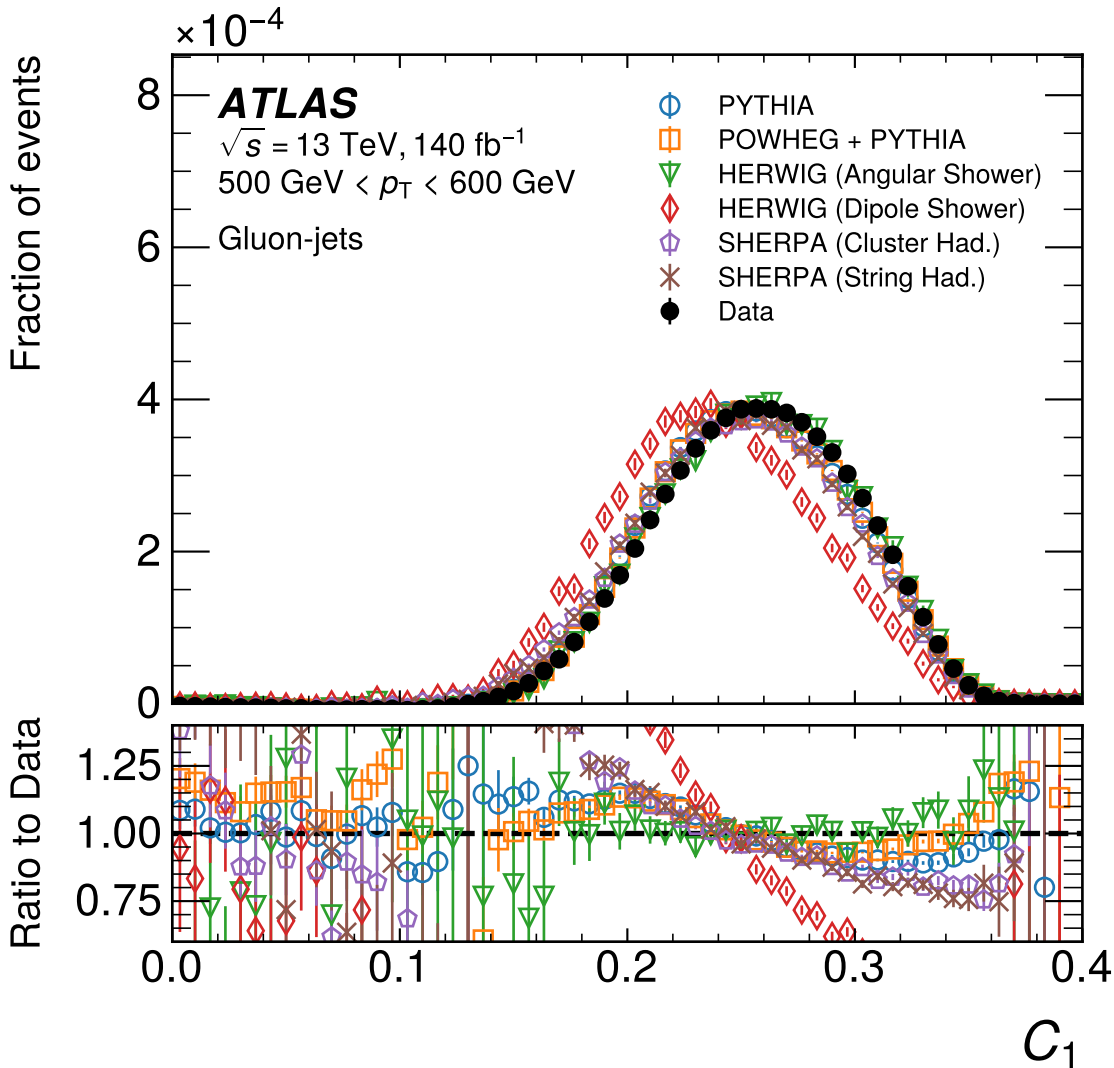 ×10⁻⁴
Fraction of events
8
6
4
2
0
ATLAS
√s = 13 TeV, 140 fb⁻¹
500 GeV < pT < 600 GeV
Gluon-jets
PYTHIA
POWHEG + PYTHIA
HERWIG (Angular Shower)
HERWIG (Dipole Shower)
SHERPA (Cluster Had.)
SHERPA (String Had.)
Data
Ratio to Data
1.25
1.00
0.75
0.0 0.1 0.2 0.3 0.4
C₁